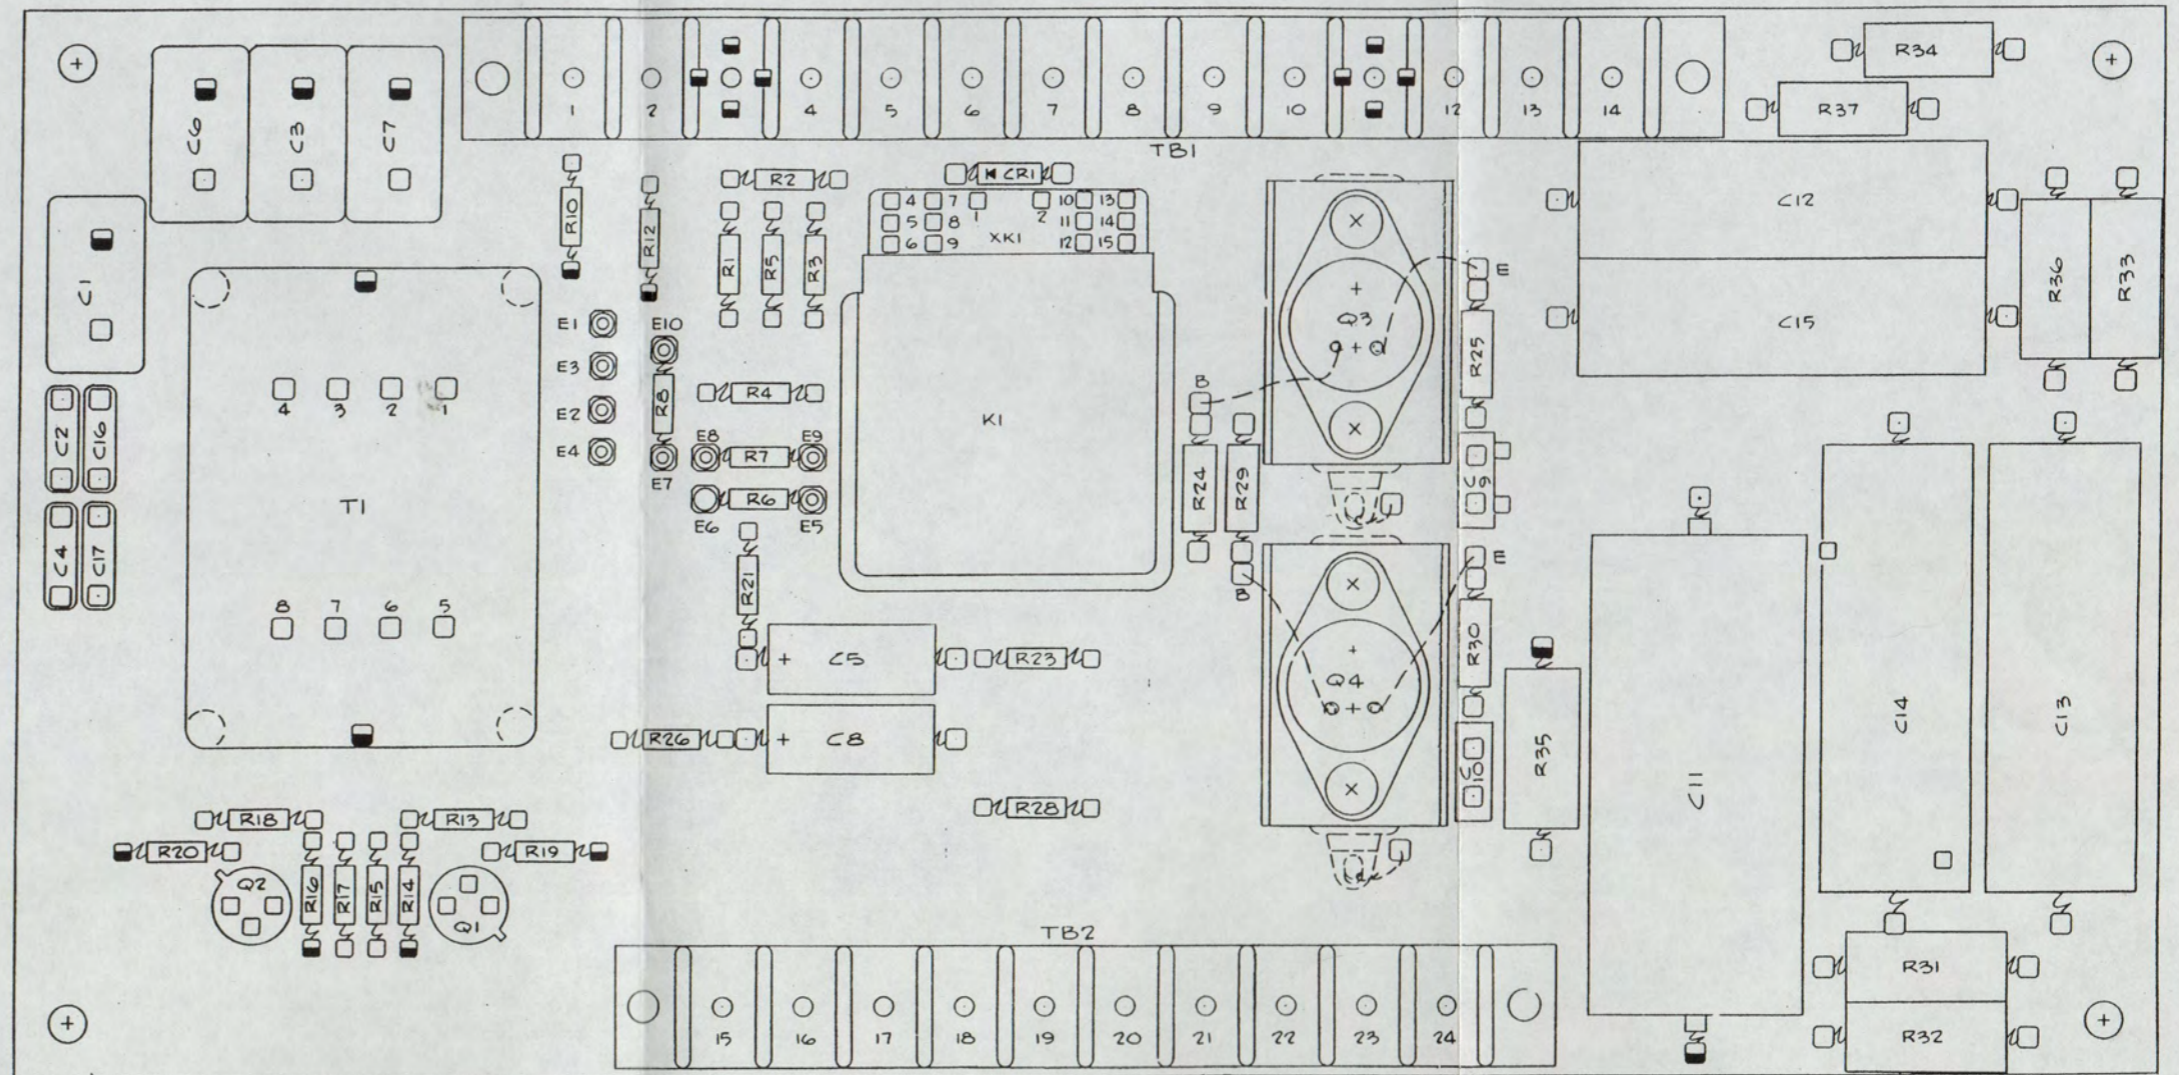 C6 C3 C7
1 2 4 5 6 7 8 9 10 12 13 14
TB1
R34
R37
C1
R10
R12
R2
R1 R5 R3
CR1
4 7 1 2 10 13
5 8 11 14
6 9 XK1 12 15
K1
C12
C15
R36 R33
E1 E10
E3
E2
E4
R8
E7
R4
E8 R7 E9
R6
E6 E5
T1
4 3 2 1
8 7 6 5
C2 C16
C4 C17
B
R24 R29
B
+
Q3
+
E
R25
C9
E
R30
+
Q4
+
C10
R35
C11
C14
C13
R21
+ C5
R23
R26
+ C8
R28
R18 R13
R20 R19
Q2 R16 R17 R15 R14 Q1
TB2
15 16 17 18 19 20 21 22 23 24
R31
R32